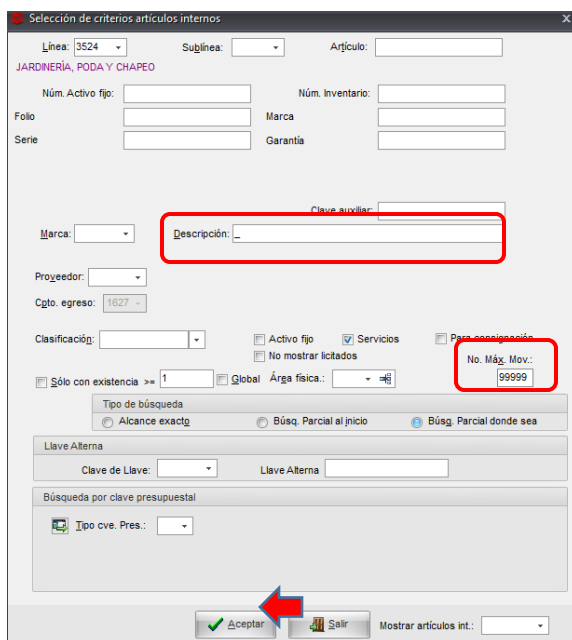 Selección de criterios artículos internos X
Línea: 3524 Sublínea: Artículo:
JARDINERÍA, PODA Y CHAPEO
Núm. Activo fijo: Núm. Inventario:
Folio Marca
Serie Garantía
Clave auxiliar:
Marca: Descripción: _
Proveedor:
Cpto. egreso: 1627
Clasificación: Activo fijo Servicios Para consignación
No mostrar licitados No. Máx. Mov.:
Sólo con existencia >= 1 Global Área física.: 99999
Tipo de búsqueda
Alcance exacto Búsq. Parcial al inicio Búsq. Parcial donde sea
Llave Alterna
Clave de Llave: Llave Alterna
Búsqueda por clave presupuestal
Tipo cve. Pres.:
Aceptar Salir Mostrar artículos int.: